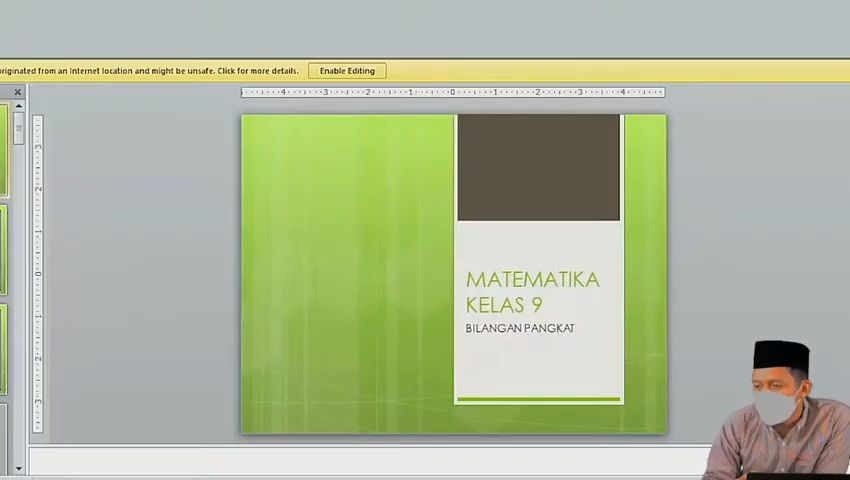 originated from an Internet location and might be unsafe. Click for more details. Enable Editing
MATEMATIKA
KELAS 9
BILANGAN PANGKAT